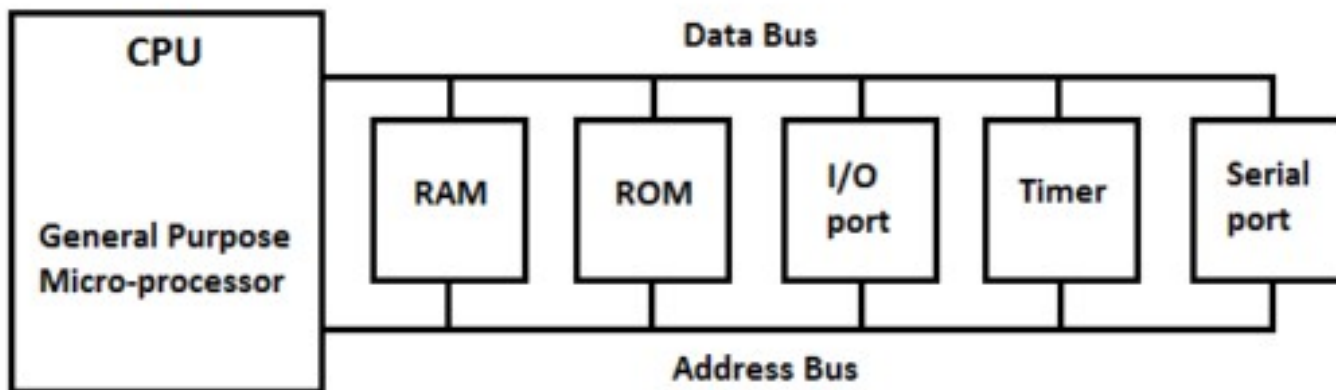 CPU
General Purpose
Micro-processor
Data Bus
RAM
ROM
I/O
port
Timer
Serial
port
Address Bus